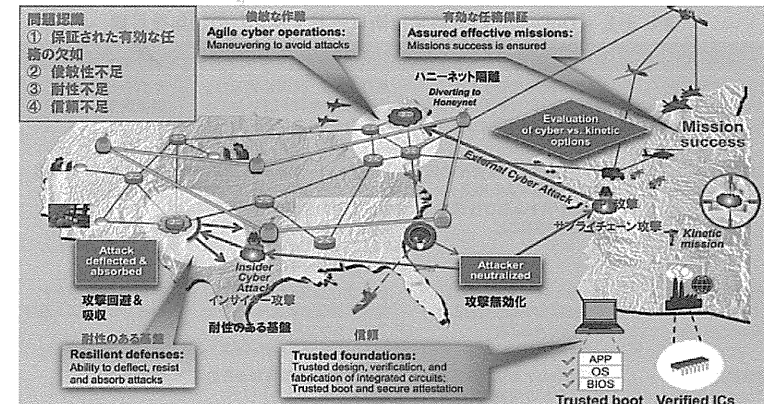 問題認識
① 保証された有効な任
務の欠如
② 俊敏性不足
③ 耐性不足
④ 信頼不足
俊敏な作戦
Agile cyber operations:
Maneuvering to avoid attacks
有効な任務保証
Assured effective missions:
Missions success is ensured
ハニーネット隔離
Diverting to
Honeynet
Evaluation
of cyber vs. kinetic
options
Mission
success
External Cyber Attack
攻撃
サプライチェーン攻撃
Kinetic
mission
Attack
deflected &
absorbed
攻撃回避&
吸収
Insider
Cyber
Attack
インサイダー攻撃
耐性のある基盤
Attacker
neutralized
攻撃無効化
耐性のある基盤
Resilient defenses:
Ability to deflect, resist
and absorb attacks
信頼
Trusted foundations:
Trusted design, verification, and
fabrication of integrated circuits;
Trusted boot and secure attestation
APP
OS
BIOS
Trusted boot
Verified ICs